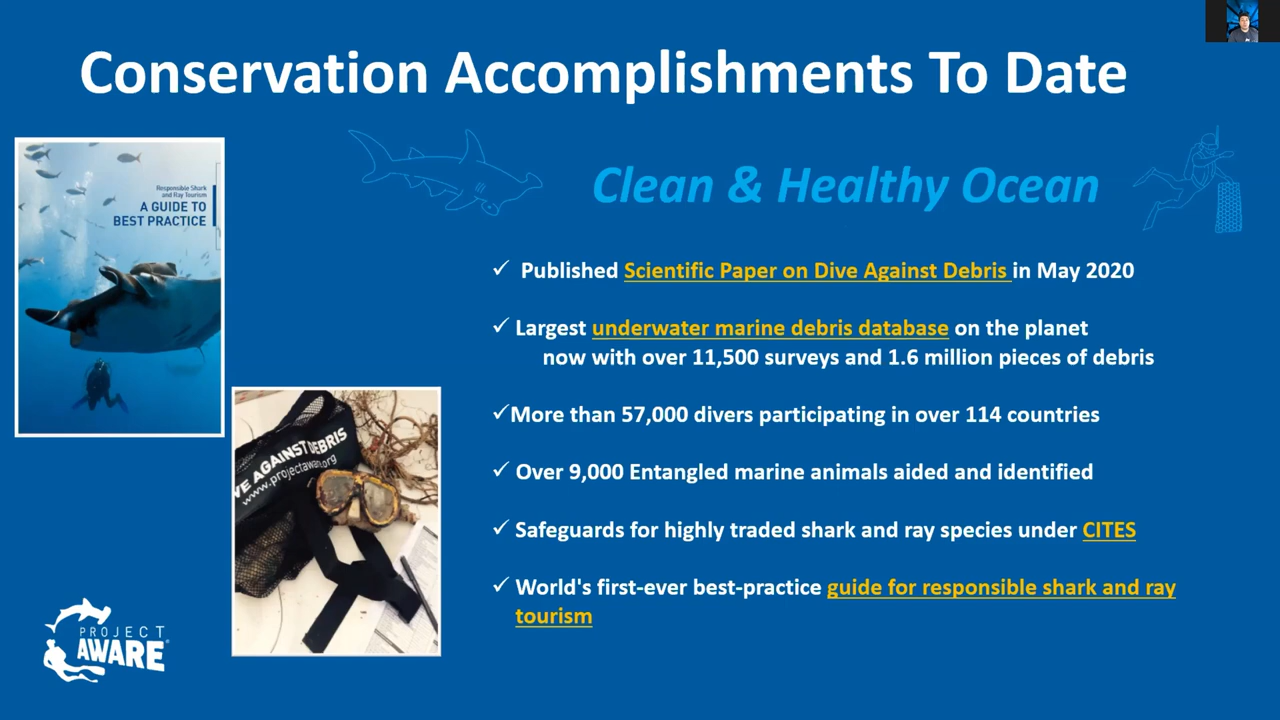 Conservation Accomplishments To Date
Responsible Shark
and Ray Tourism
A GUIDE TO
BEST PRACTICE
Clean & Healthy Ocean
✓ Published Scientific Paper on Dive Against Debris in May 2020
✓ Largest underwater marine debris database on the planet
now with over 11,500 surveys and 1.6 million pieces of debris
✓More than 57,000 divers participating in over 114 countries
✓ Over 9,000 Entangled marine animals aided and identified
✓ Safeguards for highly traded shark and ray species under CITES
✓ World's first-ever best-practice guide for responsible shark and ray
tourism
VE AGAINST DEBRIS
www.projectaware.org
PROJECT
AWARE®